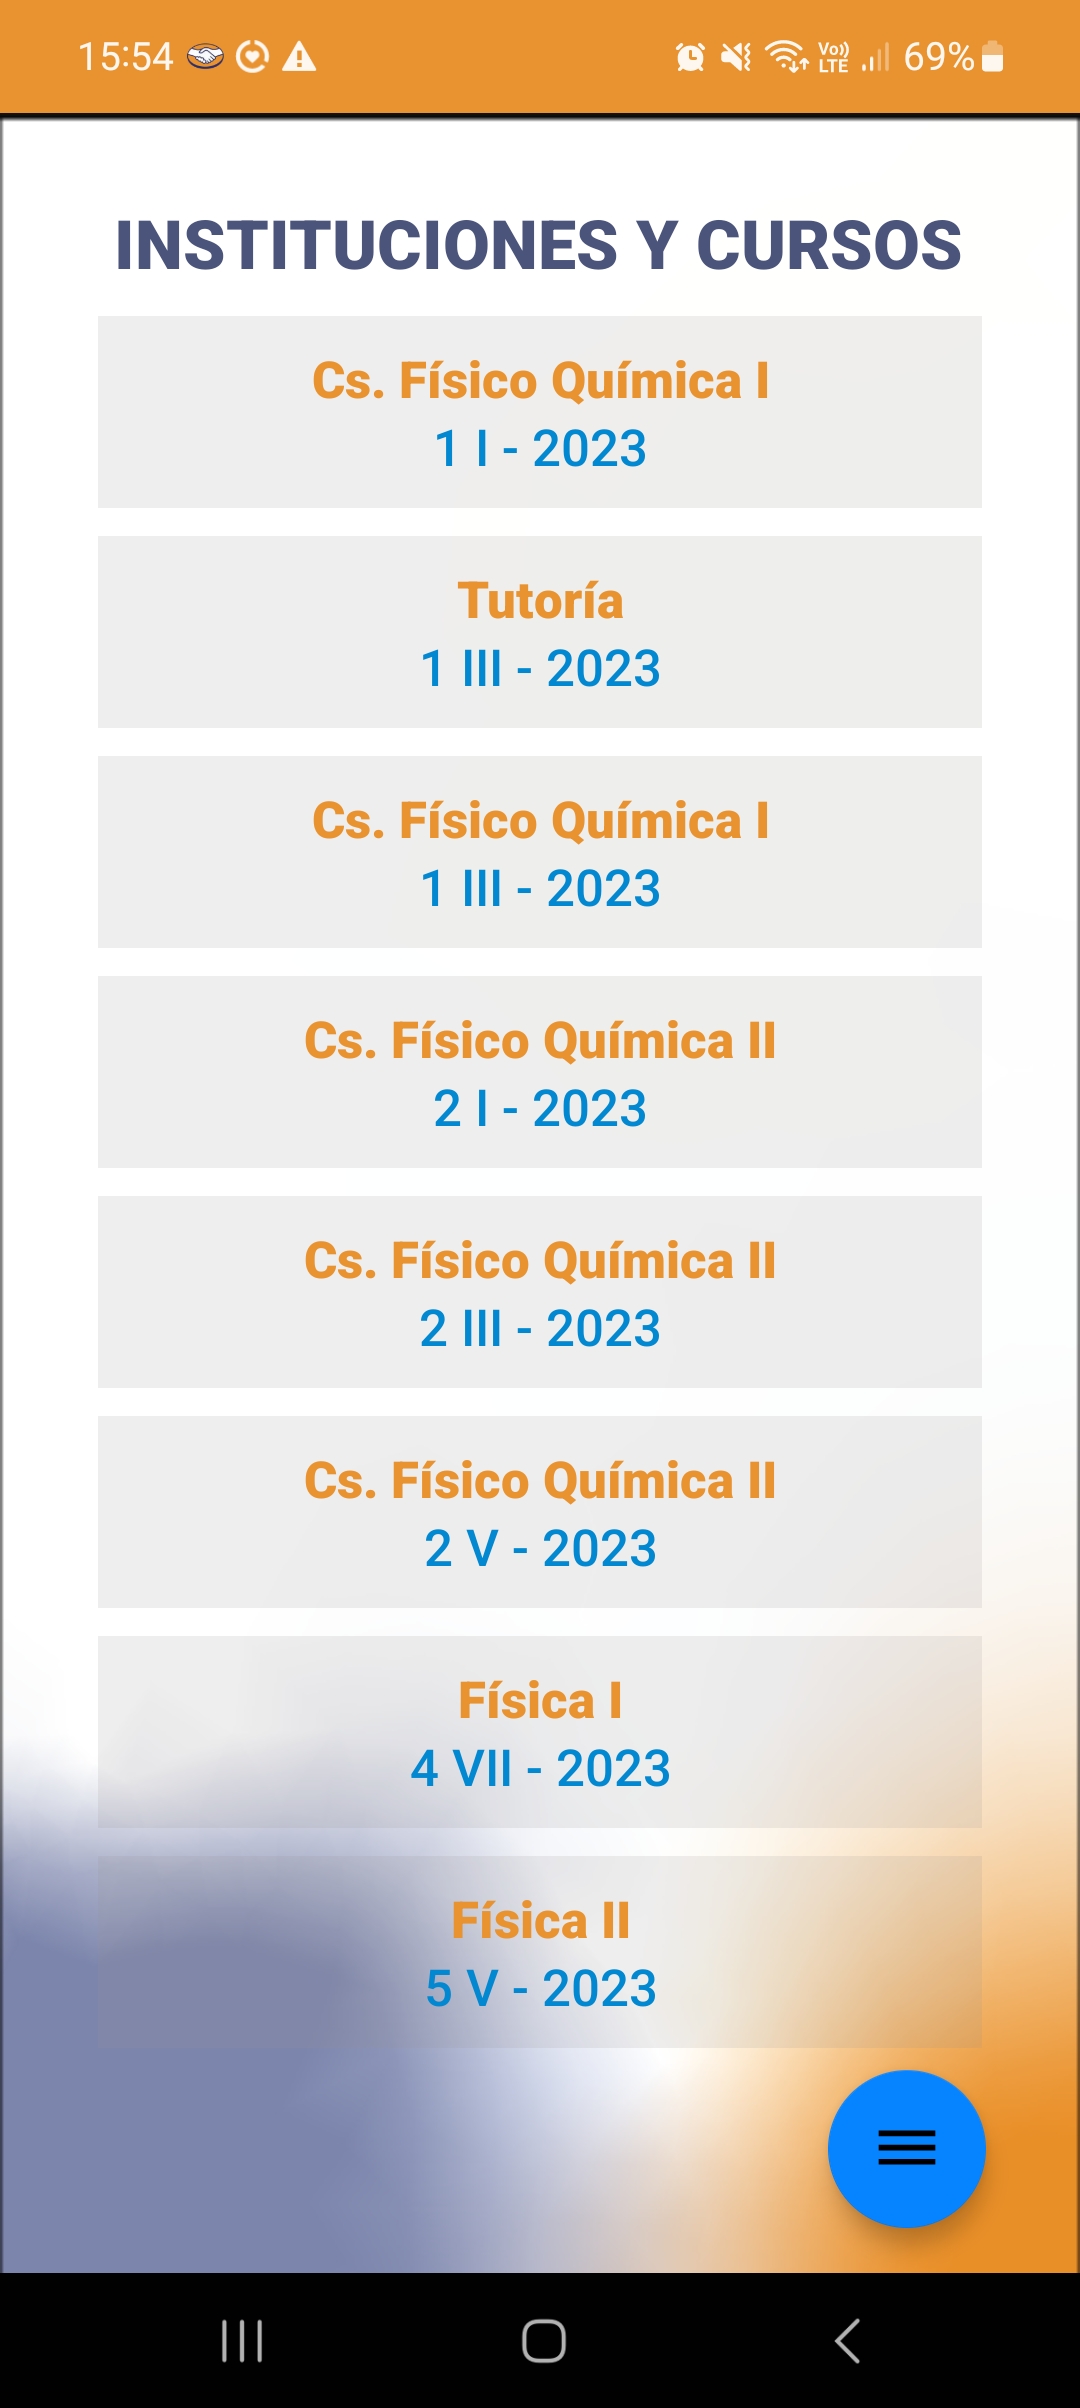 15:54 Vo)) LTE 69%
INSTITUCIONES Y CURSOS
Cs. Físico Química I
1 I - 2023
Tutoría
1 III - 2023
Cs. Físico Química I
1 III - 2023
Cs. Físico Química II
2 I - 2023
Cs. Físico Química II
2 III - 2023
Cs. Físico Química II
2 V - 2023
Física I
4 VII - 2023
Física II
5 V - 2023